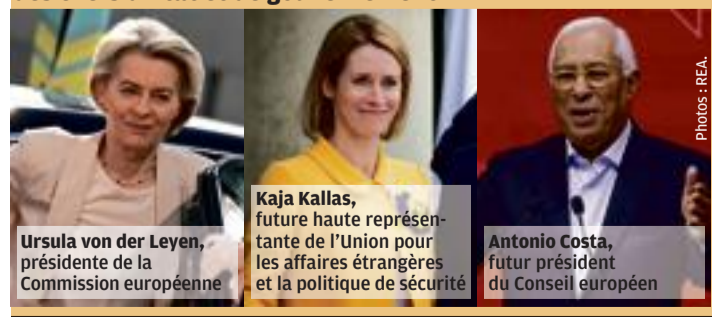 Ursula von der Leyen,
présidente de la
Commission européenne
Kaja Kallas,
future haute représen-
tante de l'Union pour
les affaires étrangères
et la politique de sécurité
Antonio Costa,
futur président
du Conseil européen
Photos : REA.